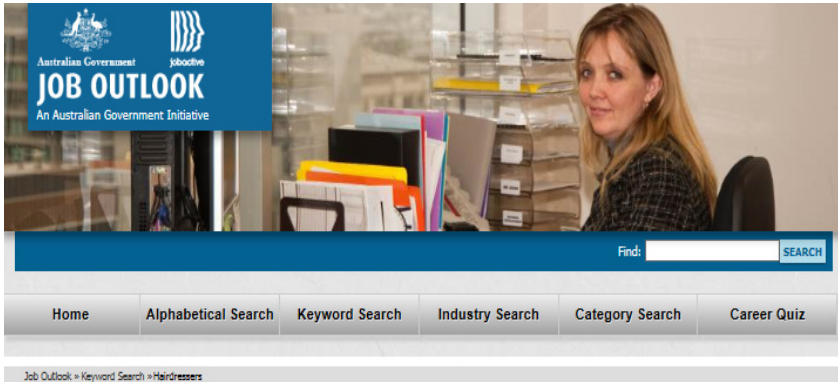 Australian Government
jobactive
JOB OUTLOOK
An Australian Government Initiative
Find: SEARCH
Home Alphabetical Search Keyword Search Industry Search Category Search Career Quiz
Job Outlook » Keyword Search » Hairdressers